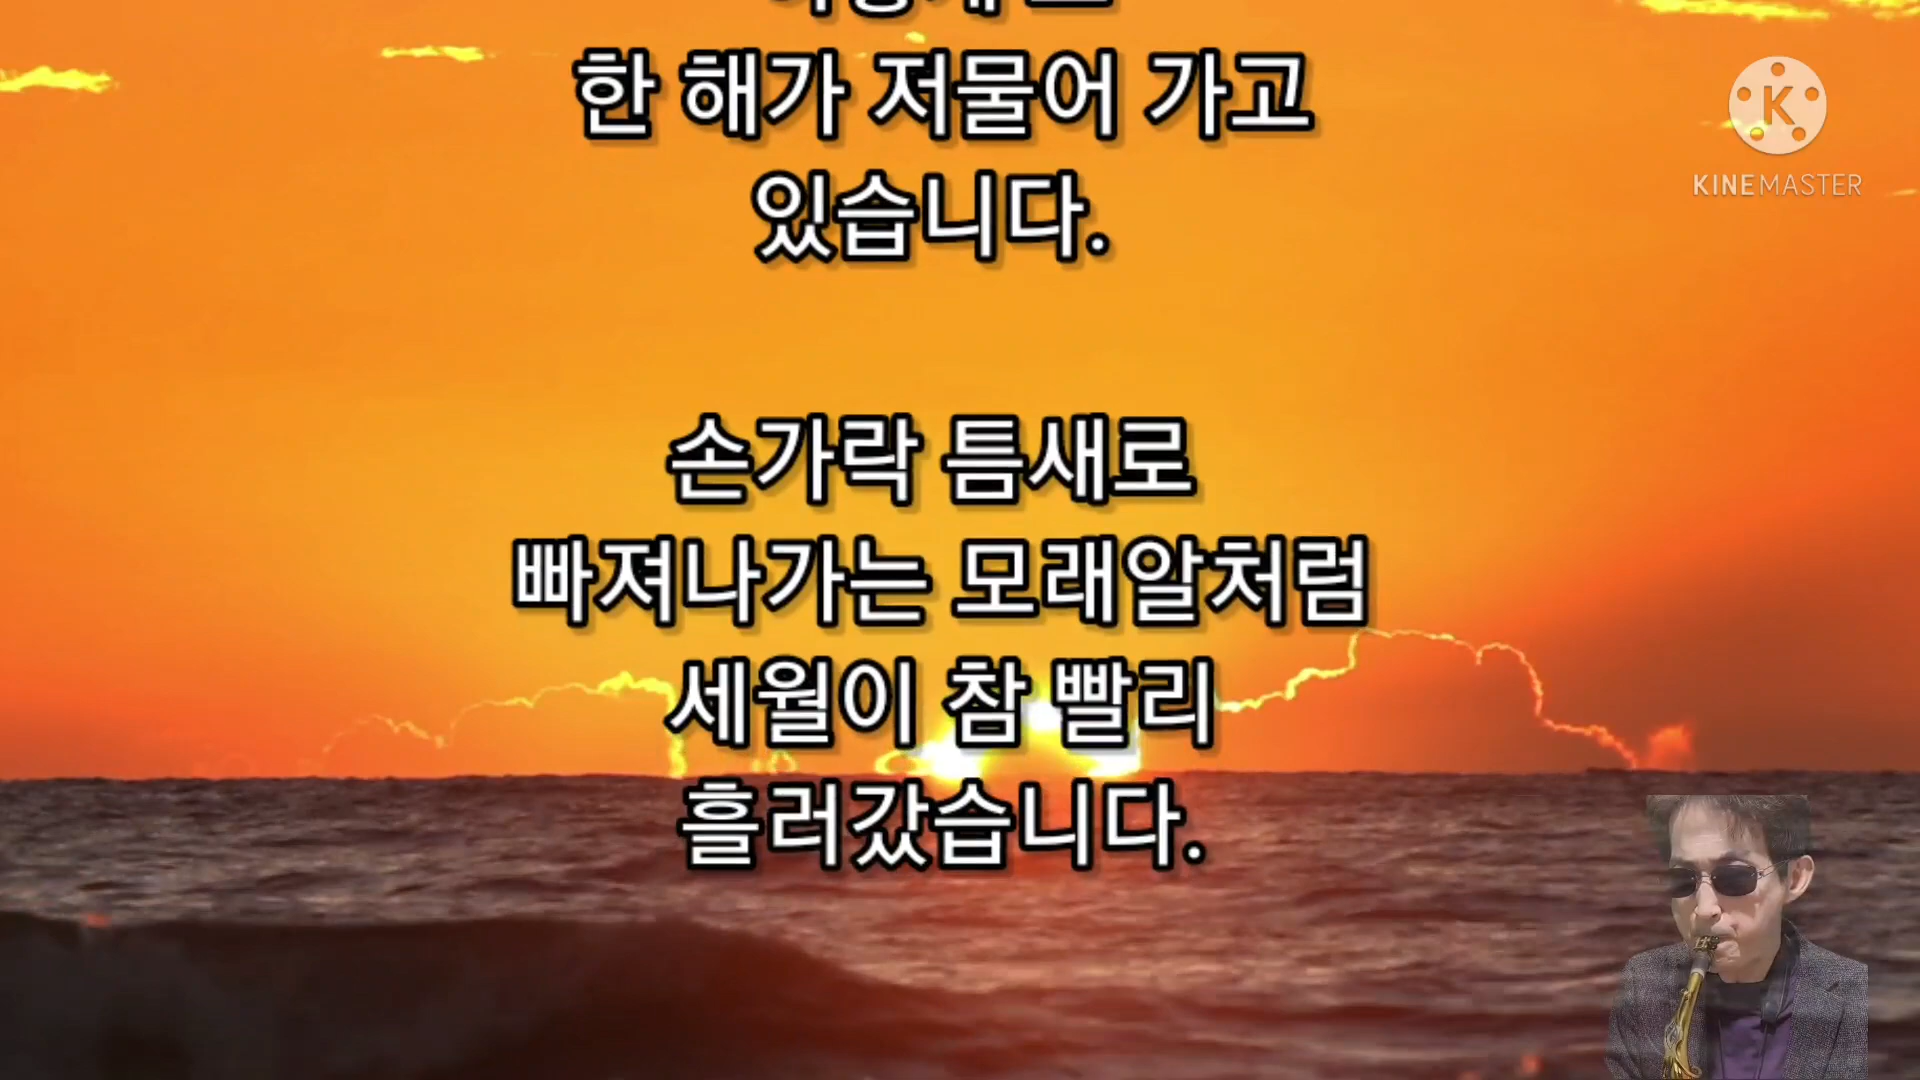 한 해가 저물어 가고
있습니다.
손가락 틈새로
빠져나가는 모래알처럼
세월이 참 빨리
흘러갔습니다.
K
KINEMASTER